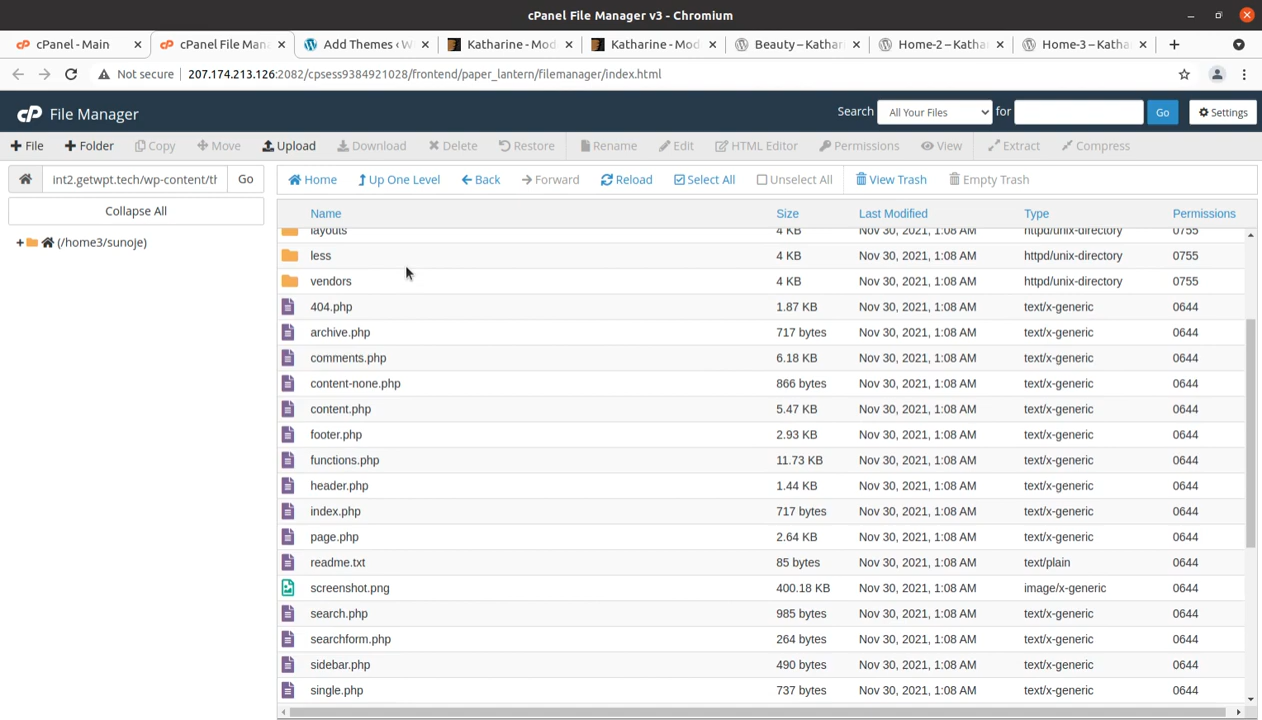 cPanel File Manager v3 - Chromium
cPanel - Main
cPanel File Man
Add Themes ‹ W
Katharine - Mod
Katharine - Mod
Beauty – Kathar
Home-2 – Katha
Home-3 – Katha
Not secure
207.174.213.126:2082/cpsess9384921028/frontend/paper_lantern/filemanager/index.html
cP File Manager
Search
All Your Files
for
Go
Settings
File
Folder
Copy
Move
Upload
Download
Delete
Restore
Rename
Edit
HTML Editor
Permissions
View
Extract
Compress
int2.getwpt.tech/wp-content/th
Go
Home
Up One Level
Back
Forward
Reload
Select All
Unselect All
View Trash
Empty Trash
Collapse All
(/home3/sunoje)
Name Size Last Modified Type Permissions
layouts 4 KB Nov 30, 2021, 1:08 AM httpd/unix-directory 0755
less 4 KB Nov 30, 2021, 1:08 AM httpd/unix-directory 0755
vendors 4 KB Nov 30, 2021, 1:08 AM httpd/unix-directory 0755
404.php 1.87 KB Nov 30, 2021, 1:08 AM text/x-generic 0644
archive.php 717 bytes Nov 30, 2021, 1:08 AM text/x-generic 0644
comments.php 6.18 KB Nov 30, 2021, 1:08 AM text/x-generic 0644
content-none.php 866 bytes Nov 30, 2021, 1:08 AM text/x-generic 0644
content.php 5.47 KB Nov 30, 2021, 1:08 AM text/x-generic 0644
footer.php 2.93 KB Nov 30, 2021, 1:08 AM text/x-generic 0644
functions.php 11.73 KB Nov 30, 2021, 1:08 AM text/x-generic 0644
header.php 1.44 KB Nov 30, 2021, 1:08 AM text/x-generic 0644
index.php 717 bytes Nov 30, 2021, 1:08 AM text/x-generic 0644
page.php 2.64 KB Nov 30, 2021, 1:08 AM text/x-generic 0644
readme.txt 85 bytes Nov 30, 2021, 1:08 AM text/plain 0644
screenshot.png 400.18 KB Nov 30, 2021, 1:08 AM image/x-generic 0644
search.php 985 bytes Nov 30, 2021, 1:08 AM text/x-generic 0644
searchform.php 264 bytes Nov 30, 2021, 1:08 AM text/x-generic 0644
sidebar.php 490 bytes Nov 30, 2021, 1:08 AM text/x-generic 0644
single.php 737 bytes Nov 30, 2021, 1:08 AM text/x-generic 0644